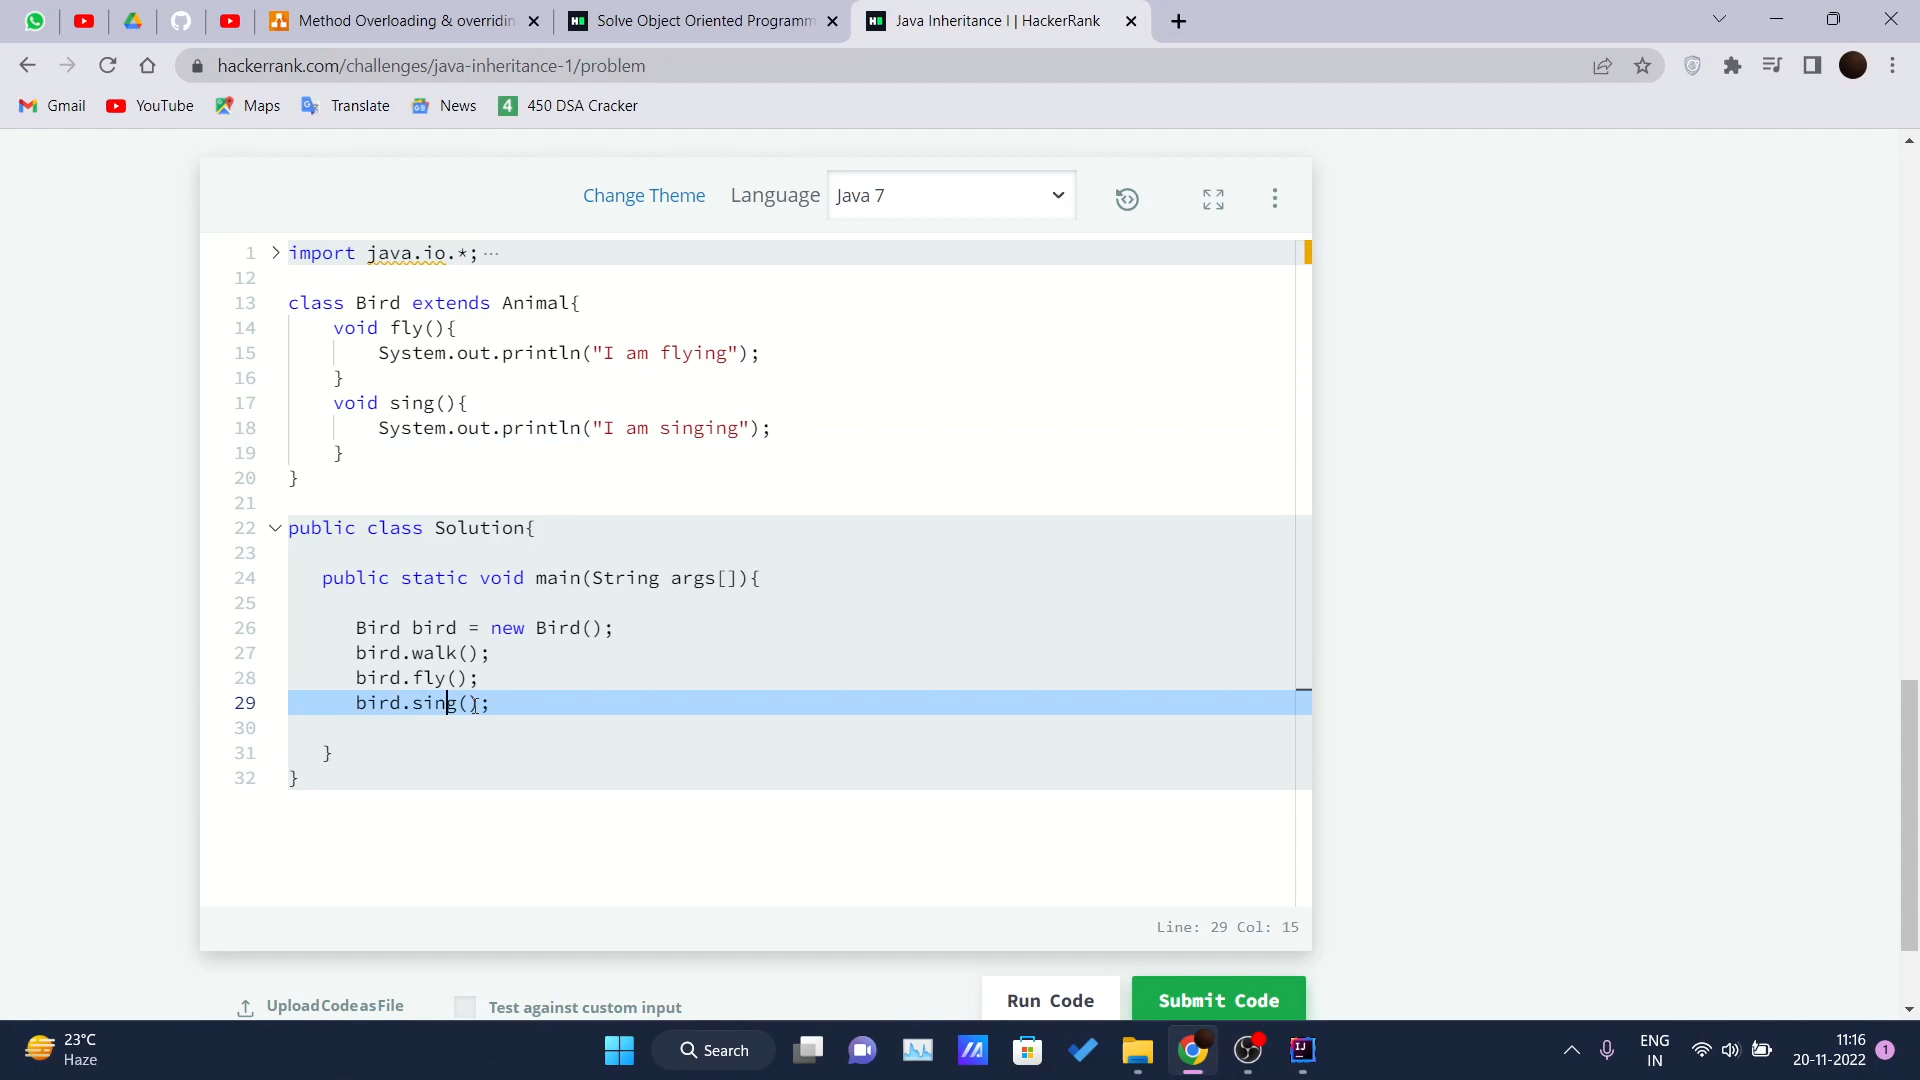 Method Overloading & overridin
Solve Object Oriented Programm
Java Inheritance I | HackerRank
hackerrank.com/challenges/java-inheritance-1/problem
Gmail
YouTube
Maps
Translate
News
4
450 DSA Cracker
Change Theme
Language
Java 7
1 import java.io.*; ...
12
13 class Bird extends Animal{
14 void fly(){
15 System.out.println("I am flying");
16 }
17 void sing(){
18 System.out.println("I am singing");
19 }
20 }
21
22 public class Solution{
23
24 public static void main(String args[]){
25
26 Bird bird = new Bird();
27 bird.walk();
28 bird.fly();
29 bird.sing();
30
31 }
32 }
Line: 29 Col: 15
Upload Code as File
Test against custom input
Run Code
Submit Code
23°C
Haze
Search
ENG
IN
11:16
20-11-2022
1